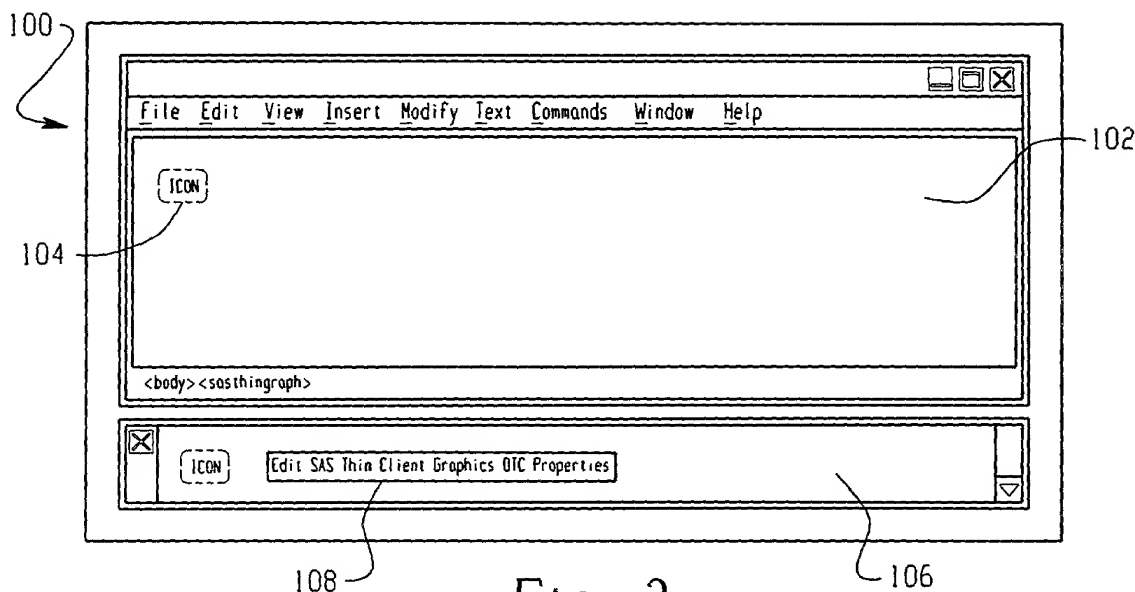 100
File Edit View Insert Modify Text Commands Window Help
102
ICON
104
<body><sasthingraph>
ICON Edit SAS Thin Client Graphics DTC Properties
108
106